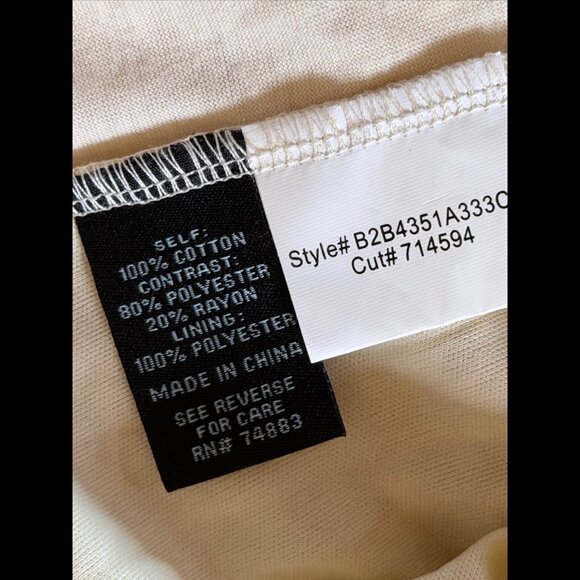 SELF:
100% COTTON
CONTRAST:
80% POLYESTER
20% RAYON
LINING:
100% POLYESTER
MADE IN CHINA
SEE REVERSE
FOR CARE
RN# 74883
Style# B2B4351A333C
Cut# 714594